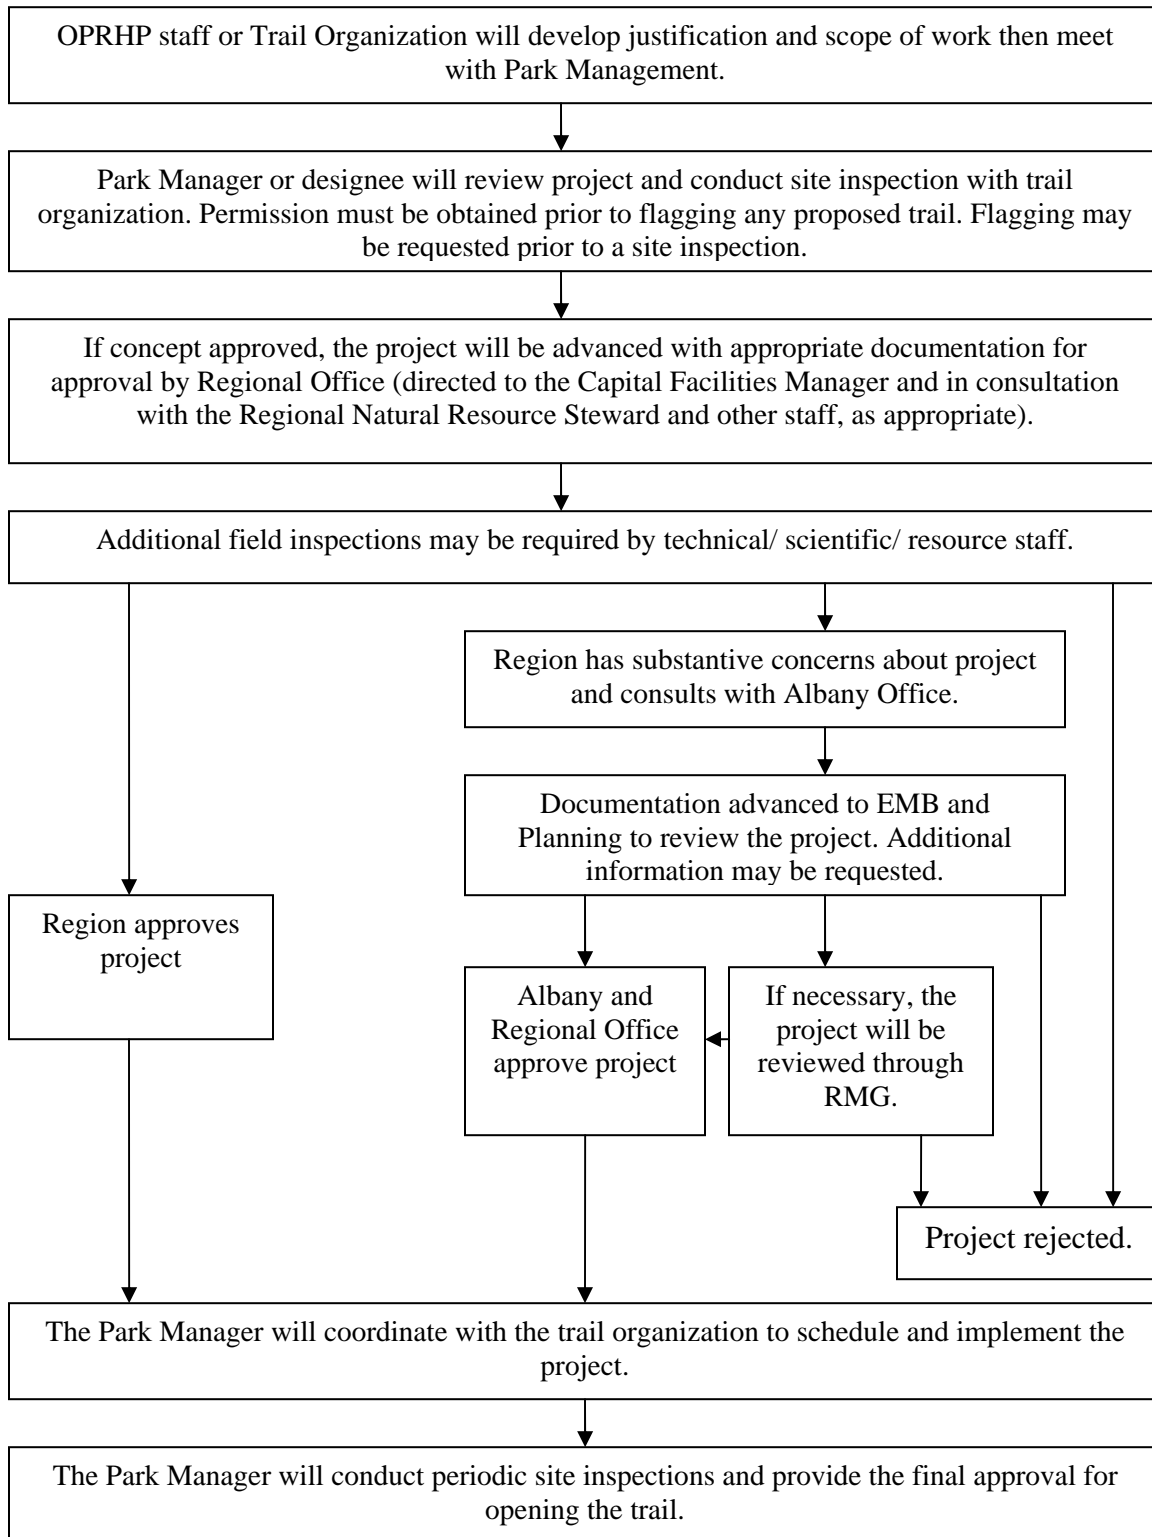 OPRHP staff or Trail Organization will develop justification and scope of work then meet
with Park Management.
Park Manager or designee will review project and conduct site inspection with trail
organization. Permission must be obtained prior to flagging any proposed trail. Flagging may
be requested prior to a site inspection.
If concept approved, the project will be advanced with appropriate documentation for
approval by Regional Office (directed to the Capital Facilities Manager and in consultation
with the Regional Natural Resource Steward and other staff, as appropriate).
Additional field inspections may be required by technical/ scientific/ resource staff.
Region has substantive concerns about project
and consults with Albany Office.
Documentation advanced to EMB and
Planning to review the project. Additional
information may be requested.
Region approves
project
Albany and
Regional Office
approve project
If necessary, the
project will be
reviewed through
RMG.
Project rejected.
The Park Manager will coordinate with the trail organization to schedule and implement the
project.
The Park Manager will conduct periodic site inspections and provide the final approval for
opening the trail.